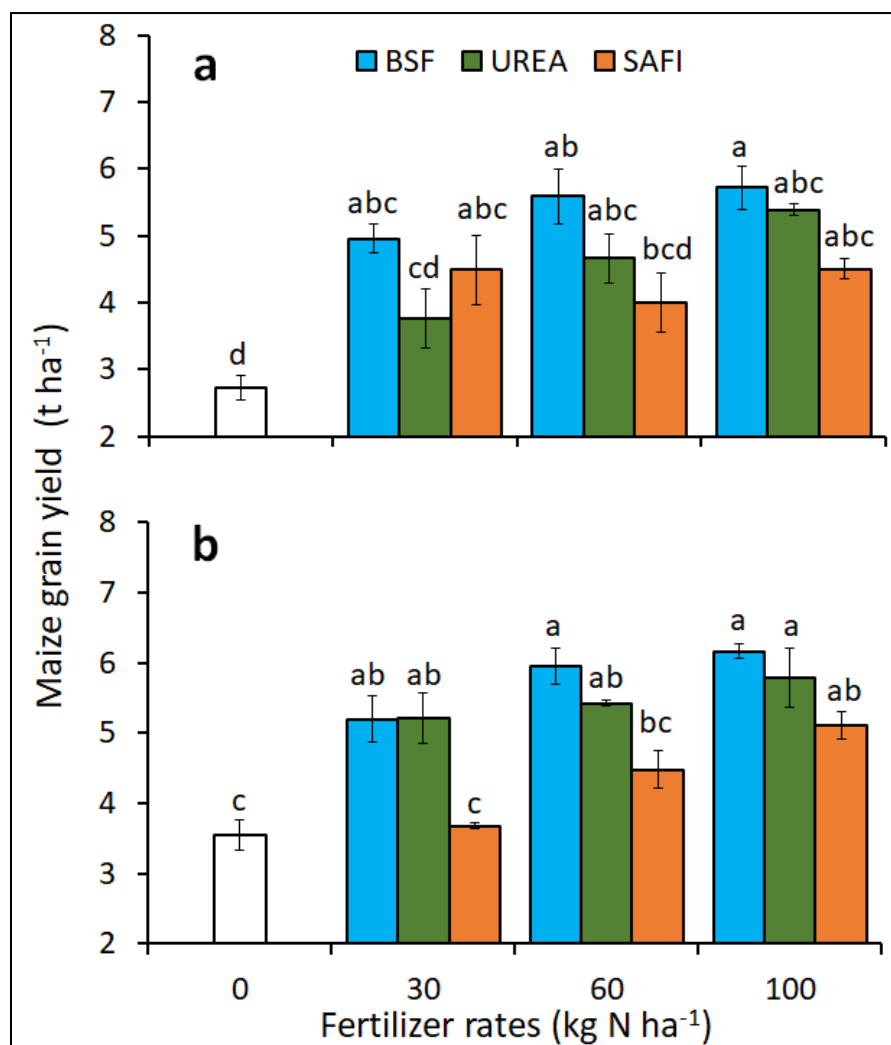 8
a
BSF UREA SAFI
7
6
5
4
3
2
abc cd abc
ab abc bcd
a abc abc
d
Maize grain yield (t ha⁻¹)
8
b
7
6
5
4
3
2
ab ab c
a ab bc
a a ab
c
0 30 60 100
Fertilizer rates (kg N ha⁻¹)